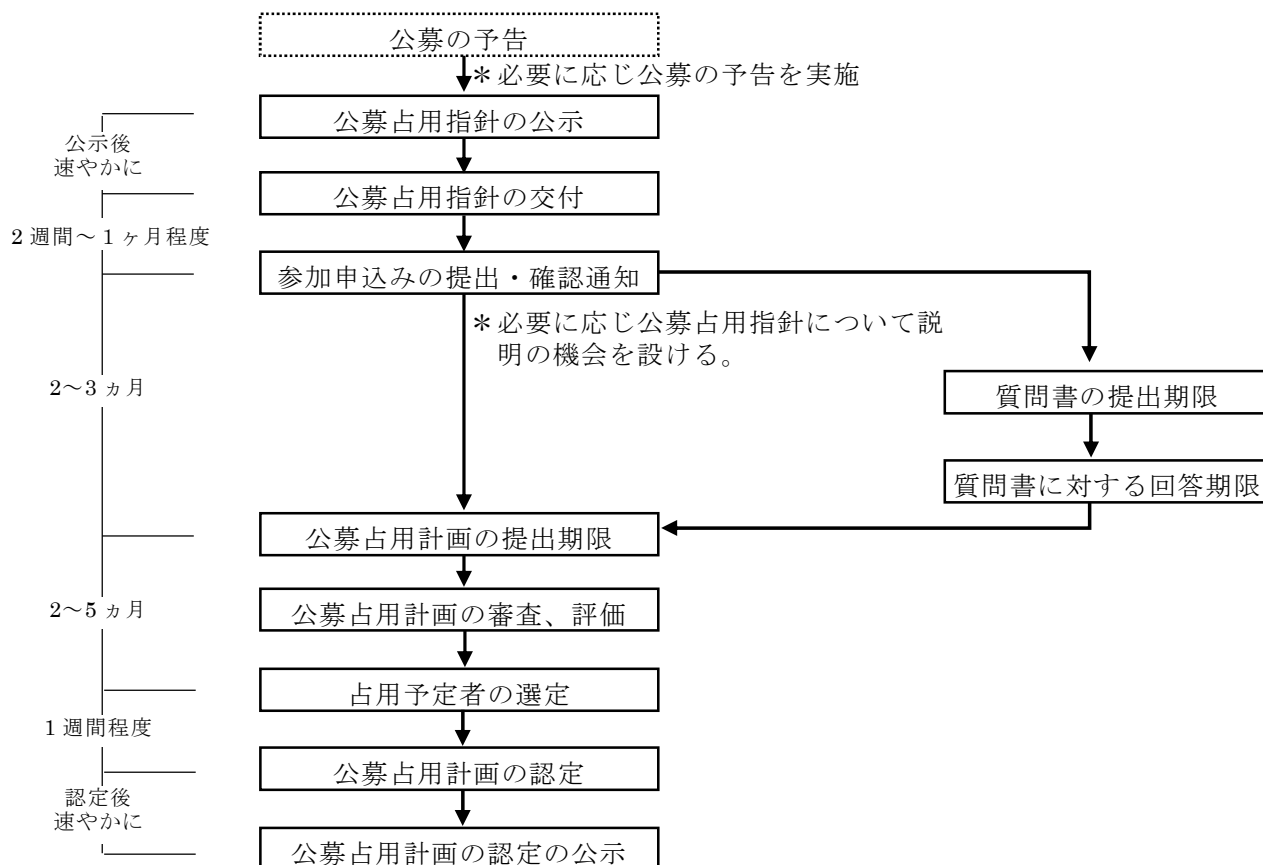 公募の予告
＊必要に応じ公募の予告を実施
公募占用指針の公示
公示後
速やかに
公募占用指針の交付
2週間～1ヶ月程度
参加申込みの提出・確認通知
＊必要に応じ公募占用指針について説
明の機会を設ける。
2～3ヵ月
質問書の提出期限
質問書に対する回答期限
公募占用計画の提出期限
2～5ヵ月
公募占用計画の審査、評価
占用予定者の選定
1週間程度
公募占用計画の認定
認定後
速やかに
公募占用計画の認定の公示